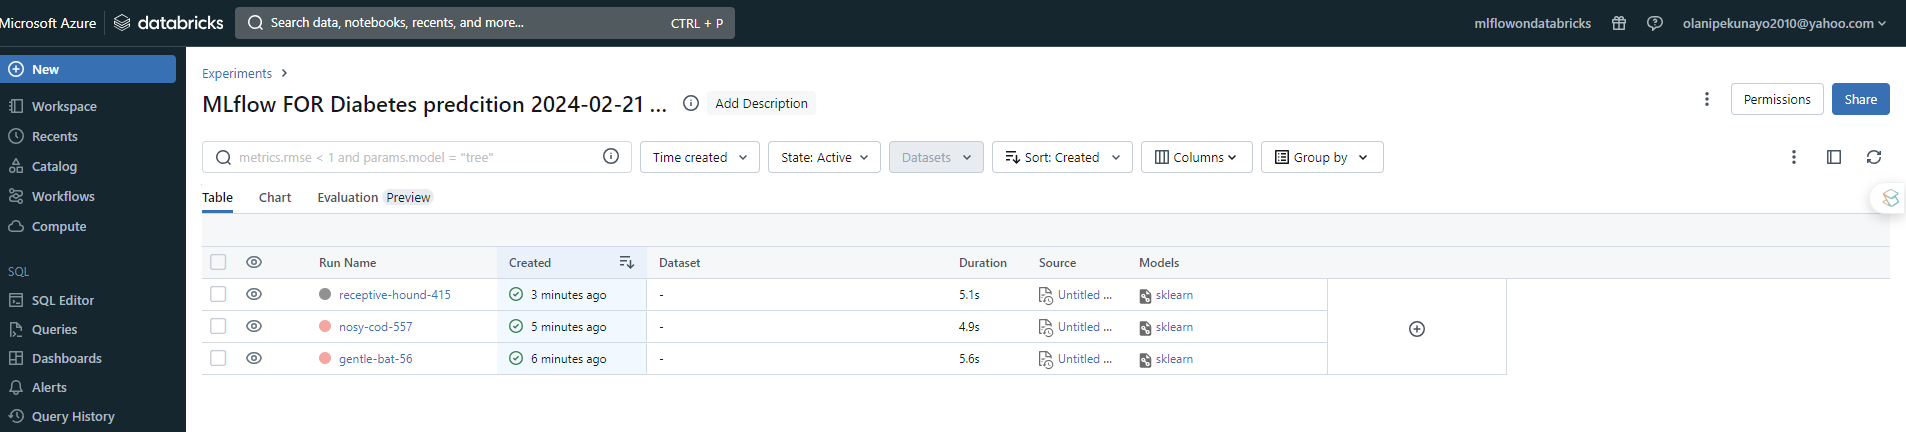 Microsoft Azure databricks Search data, notebooks, recents, and more... CTRL + P mlflowondatabricks olanipekunayo2010@yahoo.com
New
Workspace
Recents
Catalog
Workflows
Compute
SQL
SQL Editor
Queries
Dashboards
Alerts
Query History
Experiments
MLflow FOR Diabetes predcition 2024-02-21 ... Add Description Permissions Share
metrics.rmse < 1 and params.model = "tree" Time created State: Active Datasets Sort: Created Columns Group by
Table Chart Evaluation Preview
Run Name Created Dataset Duration Source Models
receptive-hound-415 3 minutes ago - 5.1s Untitled ... sklearn
nosy-cod-557 5 minutes ago - 4.9s Untitled ... sklearn
gentle-bat-56 6 minutes ago - 5.6s Untitled ... sklearn